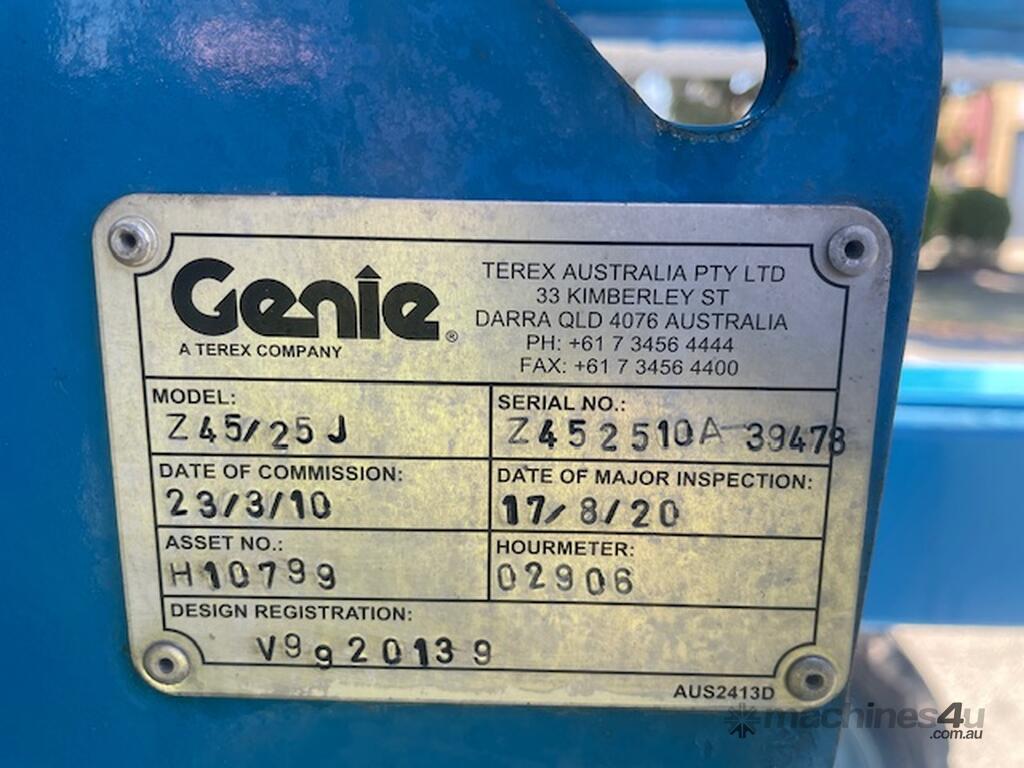 Genie®
A TEREX COMPANY
TEREX AUSTRALIA PTY LTD
33 KIMBERLEY ST
DARRA QLD 4076 AUSTRALIA
PH: +61 7 3456 4444
FAX: +61 7 3456 4400
MODEL:
Z45/25J
SERIAL NO.:
Z452510A-39478
DATE OF COMMISSION:
23/3/10
DATE OF MAJOR INSPECTION:
17/8/20
ASSET NO.:
H10799
HOURMETER:
02906
DESIGN REGISTRATION:
V9920139
AUS2413D
machines4u
.com.au